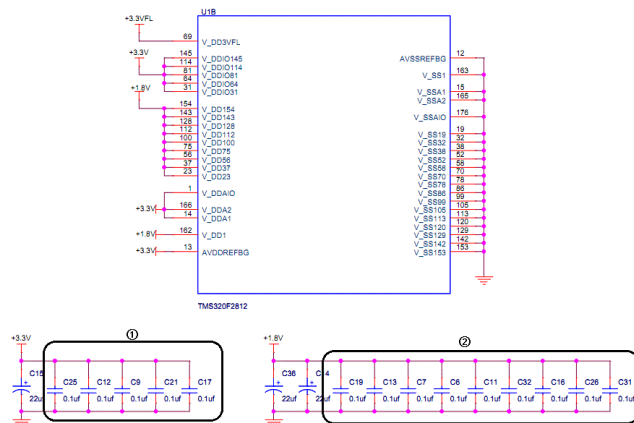 U1B
+3.3VFL
69 V_DD3VFL
+3.3V
145 V_DDIO145
114 V_DDIO114
81 V_DDIO81
64 V_DDIO64
31 V_DDIO31
+1.8V
154 V_DD154
143 V_DD143
128 V_DD128
112 V_DD112
100 V_DD100
75 V_DD75
56 V_DD56
37 V_DD37
23 V_DD23
1 V_DDAIO
+3.3V 166 V_DDA2
14 V_DDA1
+1.8V 162 V_DD1
+3.3V 13 AVDDREFBG
AVSSREFBG 12
V_SS1 163
V_SSA1 15
V_SSA2 165
V_SSAIO 176
V_SS19 19
V_SS32 32
V_SS38 38
V_SS52 52
V_SS58 58
V_SS70 70
V_SS78 78
V_SS86 86
V_SS99 99
V_SS105 105
V_SS113 113
V_SS120 120
V_SS129 129
V_SS142 142
V_SS153 153
TMS320F2812
+3.3V ①
C15 C25 C12 C9 C21 C17
22uf 0.1uf 0.1uf 0.1uf 0.1uf 0.1uf
+1.8V ②
C36 C14 C19 C13 C7 C6 C11 C32 C16 C26 C31
22uf 22uf 0.1uf 0.1uf 0.1uf 0.1uf 0.1uf 0.1uf 0.1uf 0.1uf 0.1uf